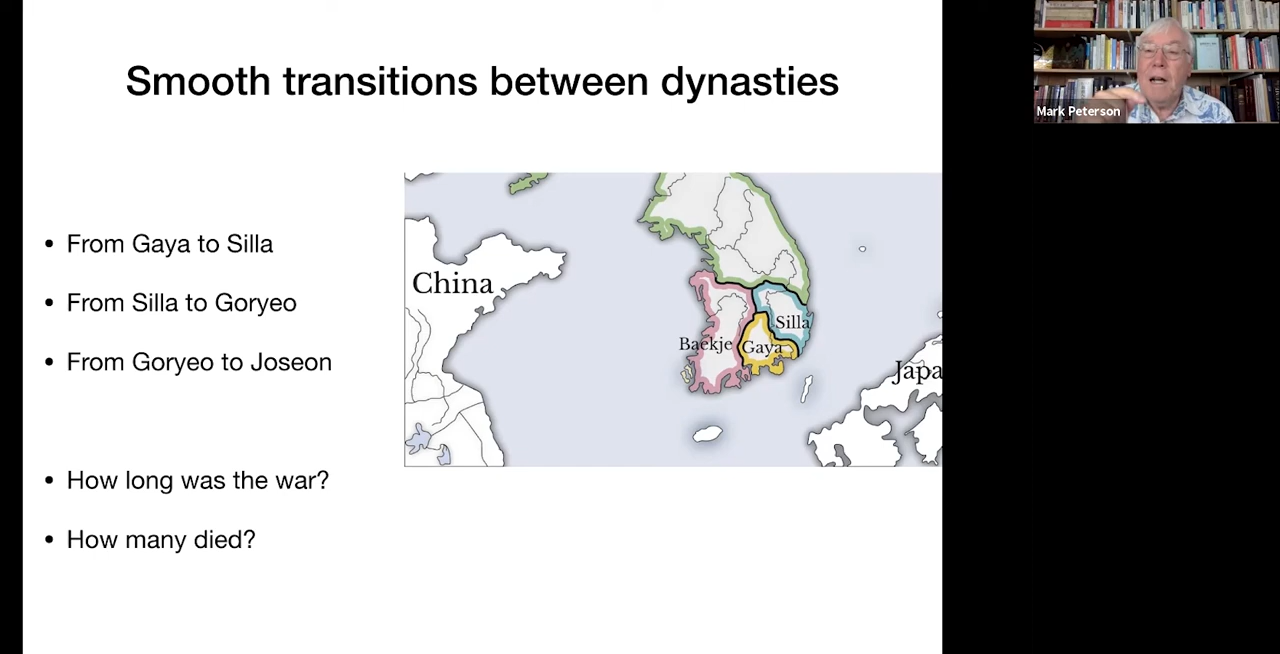 Smooth transitions between dynasties
Mark Peterson
• From Gaya to Silla
• From Silla to Goryeo
• From Goryeo to Joseon
• How long was the war?
• How many died?
China
Silla
Baekje
Gaya
Japa